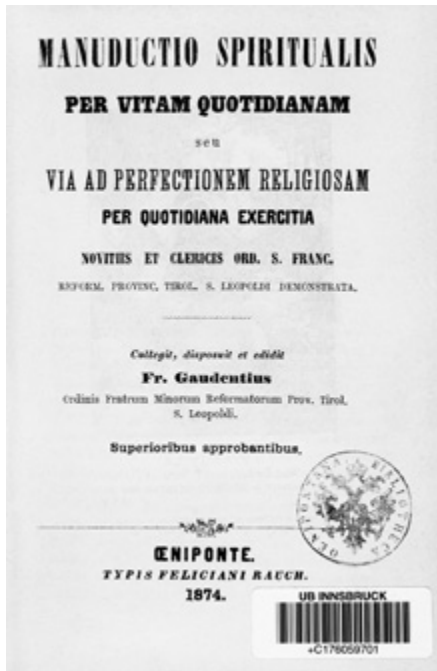 MANUDUCTIO SPIRITUALIS
PER VITAM QUOTIDIANAM
seu
VIA AD PERFECTIONEM RELIGIOSAM
PER QUOTIDIANA EXERCITIA
NOVITIIS ET CLERICIS ORD. S. FRANC.
REFORM. PROVINC. TIROL. S. LEOPOLDI DEMONSTRATA.
Collegit, disposuit et edidit
Fr. Gaudentius
Ordinis Fratrum Minorum Reformatorum Prov. Tirol.
S. Leopoldi.
Superioribus approbantibus.
BIBLIOTHECA OENIPONTANA
ŒNIPONTE.
TYPIS FELICIANI RAUCH.
1874.
UB INNSBRUCK
+C176059701